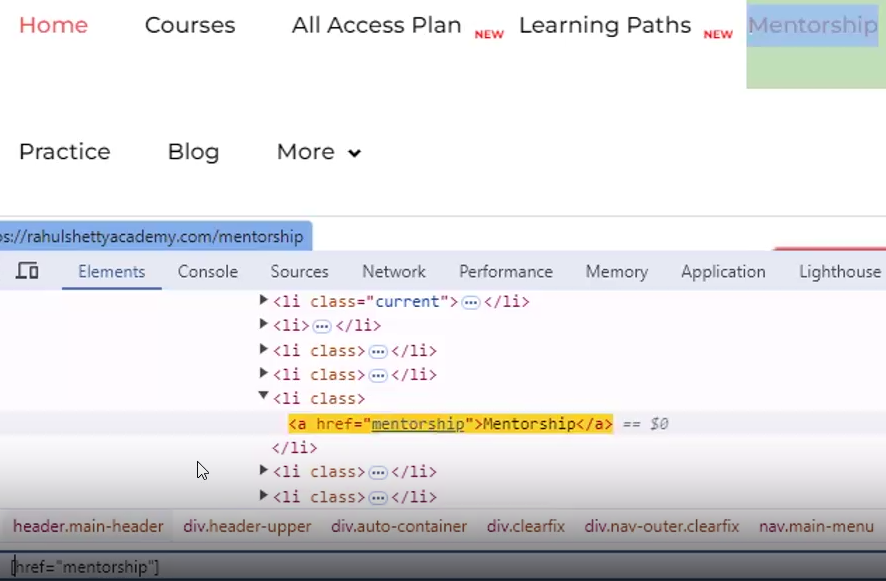 Home Courses All Access Plan NEW Learning Paths NEW Mentorship
Practice Blog More
ps://rahulshettyacademy.com/mentorship
Elements Console Sources Network Performance Memory Application Lighthouse
<li class="current"> ⋯ </li>
<li> ⋯ </li>
<li class> ⋯ </li>
<li class> ⋯ </li>
<li class>
<a href="mentorship">Mentorship</a> == $0
</li>
<li class> ⋯ </li>
<li class> ⋯ </li>
header.main-header div.header-upper div.auto-container div.clearfix div.nav-outer.clearfix nav.main-menu
[href="mentorship"]